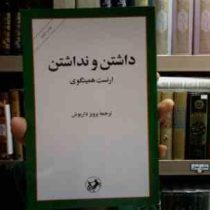 داشتن و نداشتن
ارنست همینگوی
ترجمهٔ پرویز داریوش